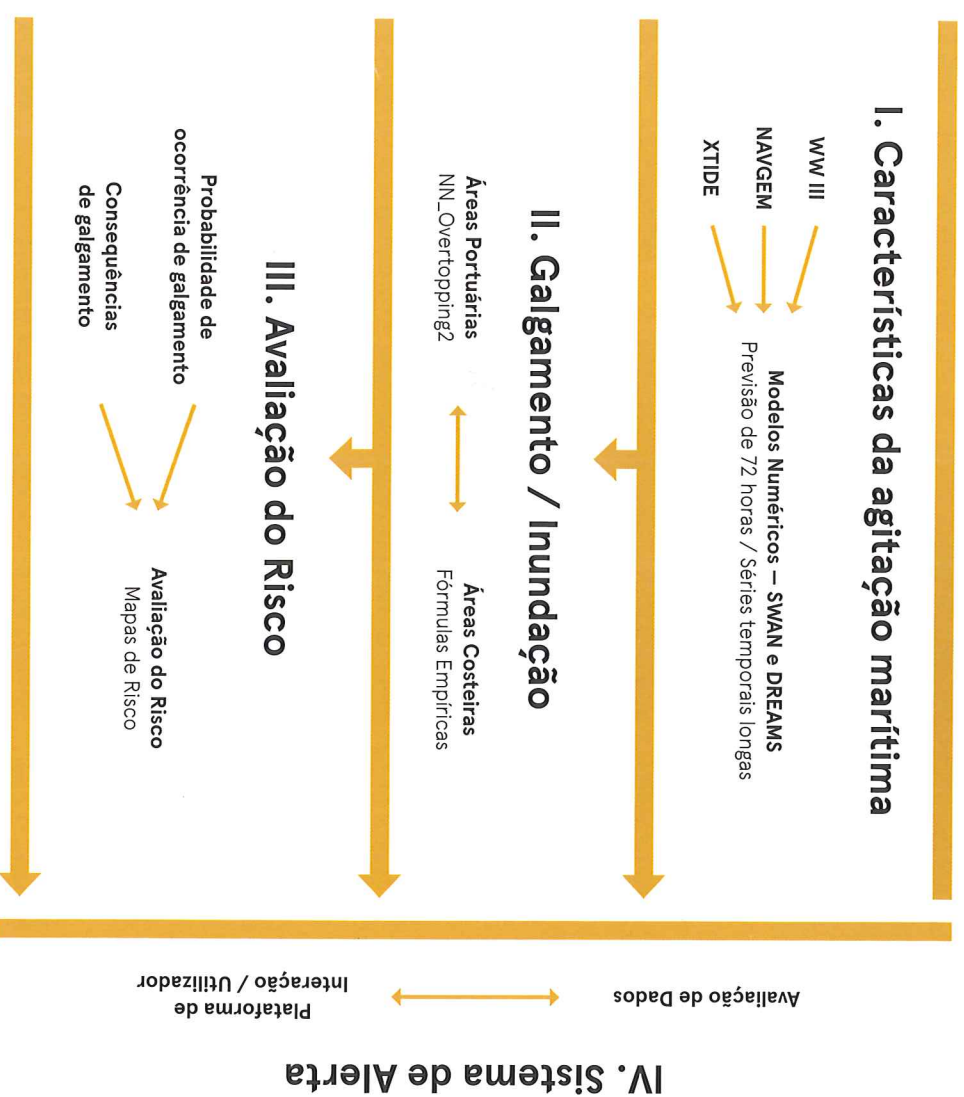 I. Características da agitação marítima
WW III
NAVGEM
XTIDE
Modelos Numéricos – SWAN e DREAMS
Previsão de 72 horas / Séries temporais longas
II. Galgamento / Inundação
Áreas Portuárias
NN_Overtopping2
Áreas Costeiras
Fórmulas Empíricas
III. Avaliação do Risco
Probabilidade de
ocorrência de galgamento
Consequências
de galgamento
Avaliação do Risco
Mapas de Risco
IV. Sistema de Alerta
Avaliação de Dados
Plataforma de
Interação / Utilizador